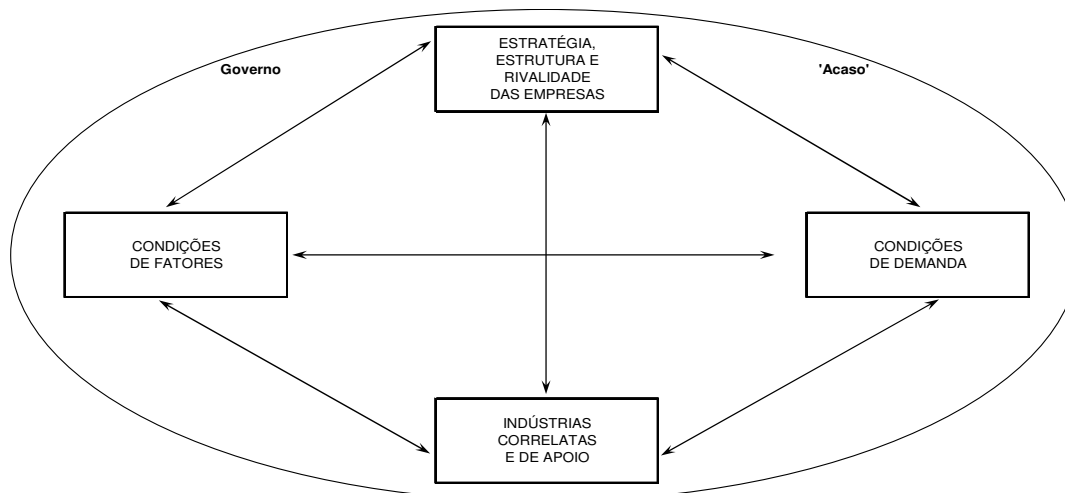 ESTRATÉGIA,
ESTRUTURA E
RIVALIDADE
DAS EMPRESAS
Governo
'Acaso'
CONDIÇÕES
DE FATORES
CONDIÇÕES
DE DEMANDA
INDÚSTRIAS
CORRELATAS
E DE APOIO